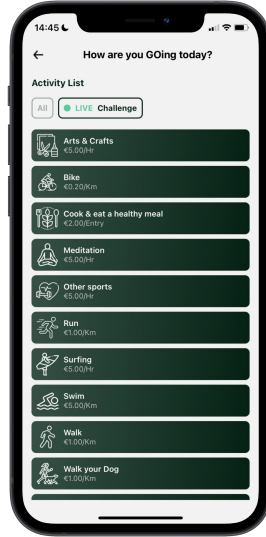 14:45
How are you GOing today?
Activity List
All
LIVE Challenge
Arts & Crafts
€5.00/Hr
Bike
€0.20/Km
Cook & eat a healthy meal
€2.00/Entry
Meditation
€5.00/Hr
Other sports
€5.00/Hr
Run
€1.00/Km
Surfing
€5.00/Hr
Swim
€5.00/Km
Walk
€1.00/Km
Walk your Dog
€1.00/Km